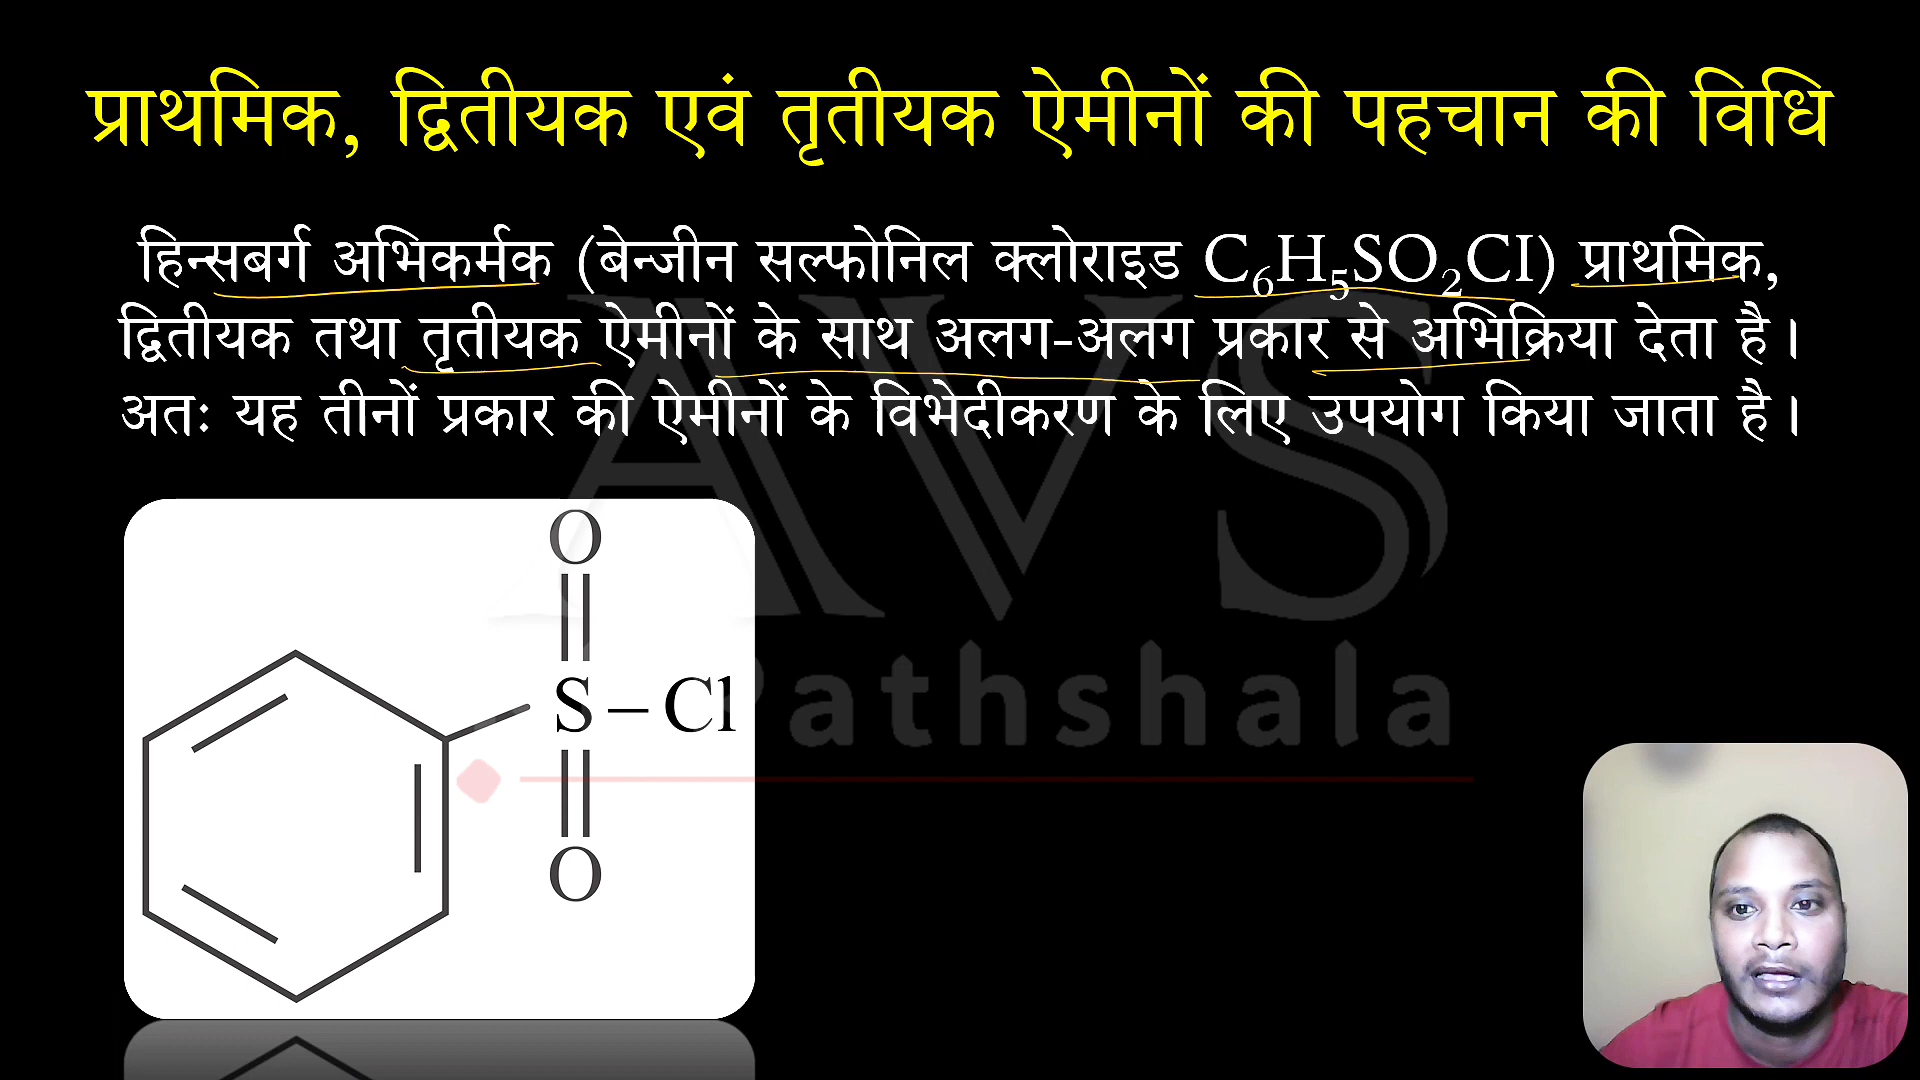 प्राथमिक, द्वितीयक एवं तृतीयक ऐमीनों की पहचान की विधि
हिन्सबर्ग अभिकर्मक (बेन्जीन सल्फोनिल क्लोराइड C₆H₅SO₂CI) प्राथमिक,
द्वितीयक तथा तृतीयक ऐमीनों के साथ अलग-अलग प्रकार से अभिक्रिया देता है।
अतः यह तीनों प्रकार की ऐमीनों के विभेदीकरण के लिए उपयोग किया जाता है।
AVS
Pathshala
O
S – Cl
O